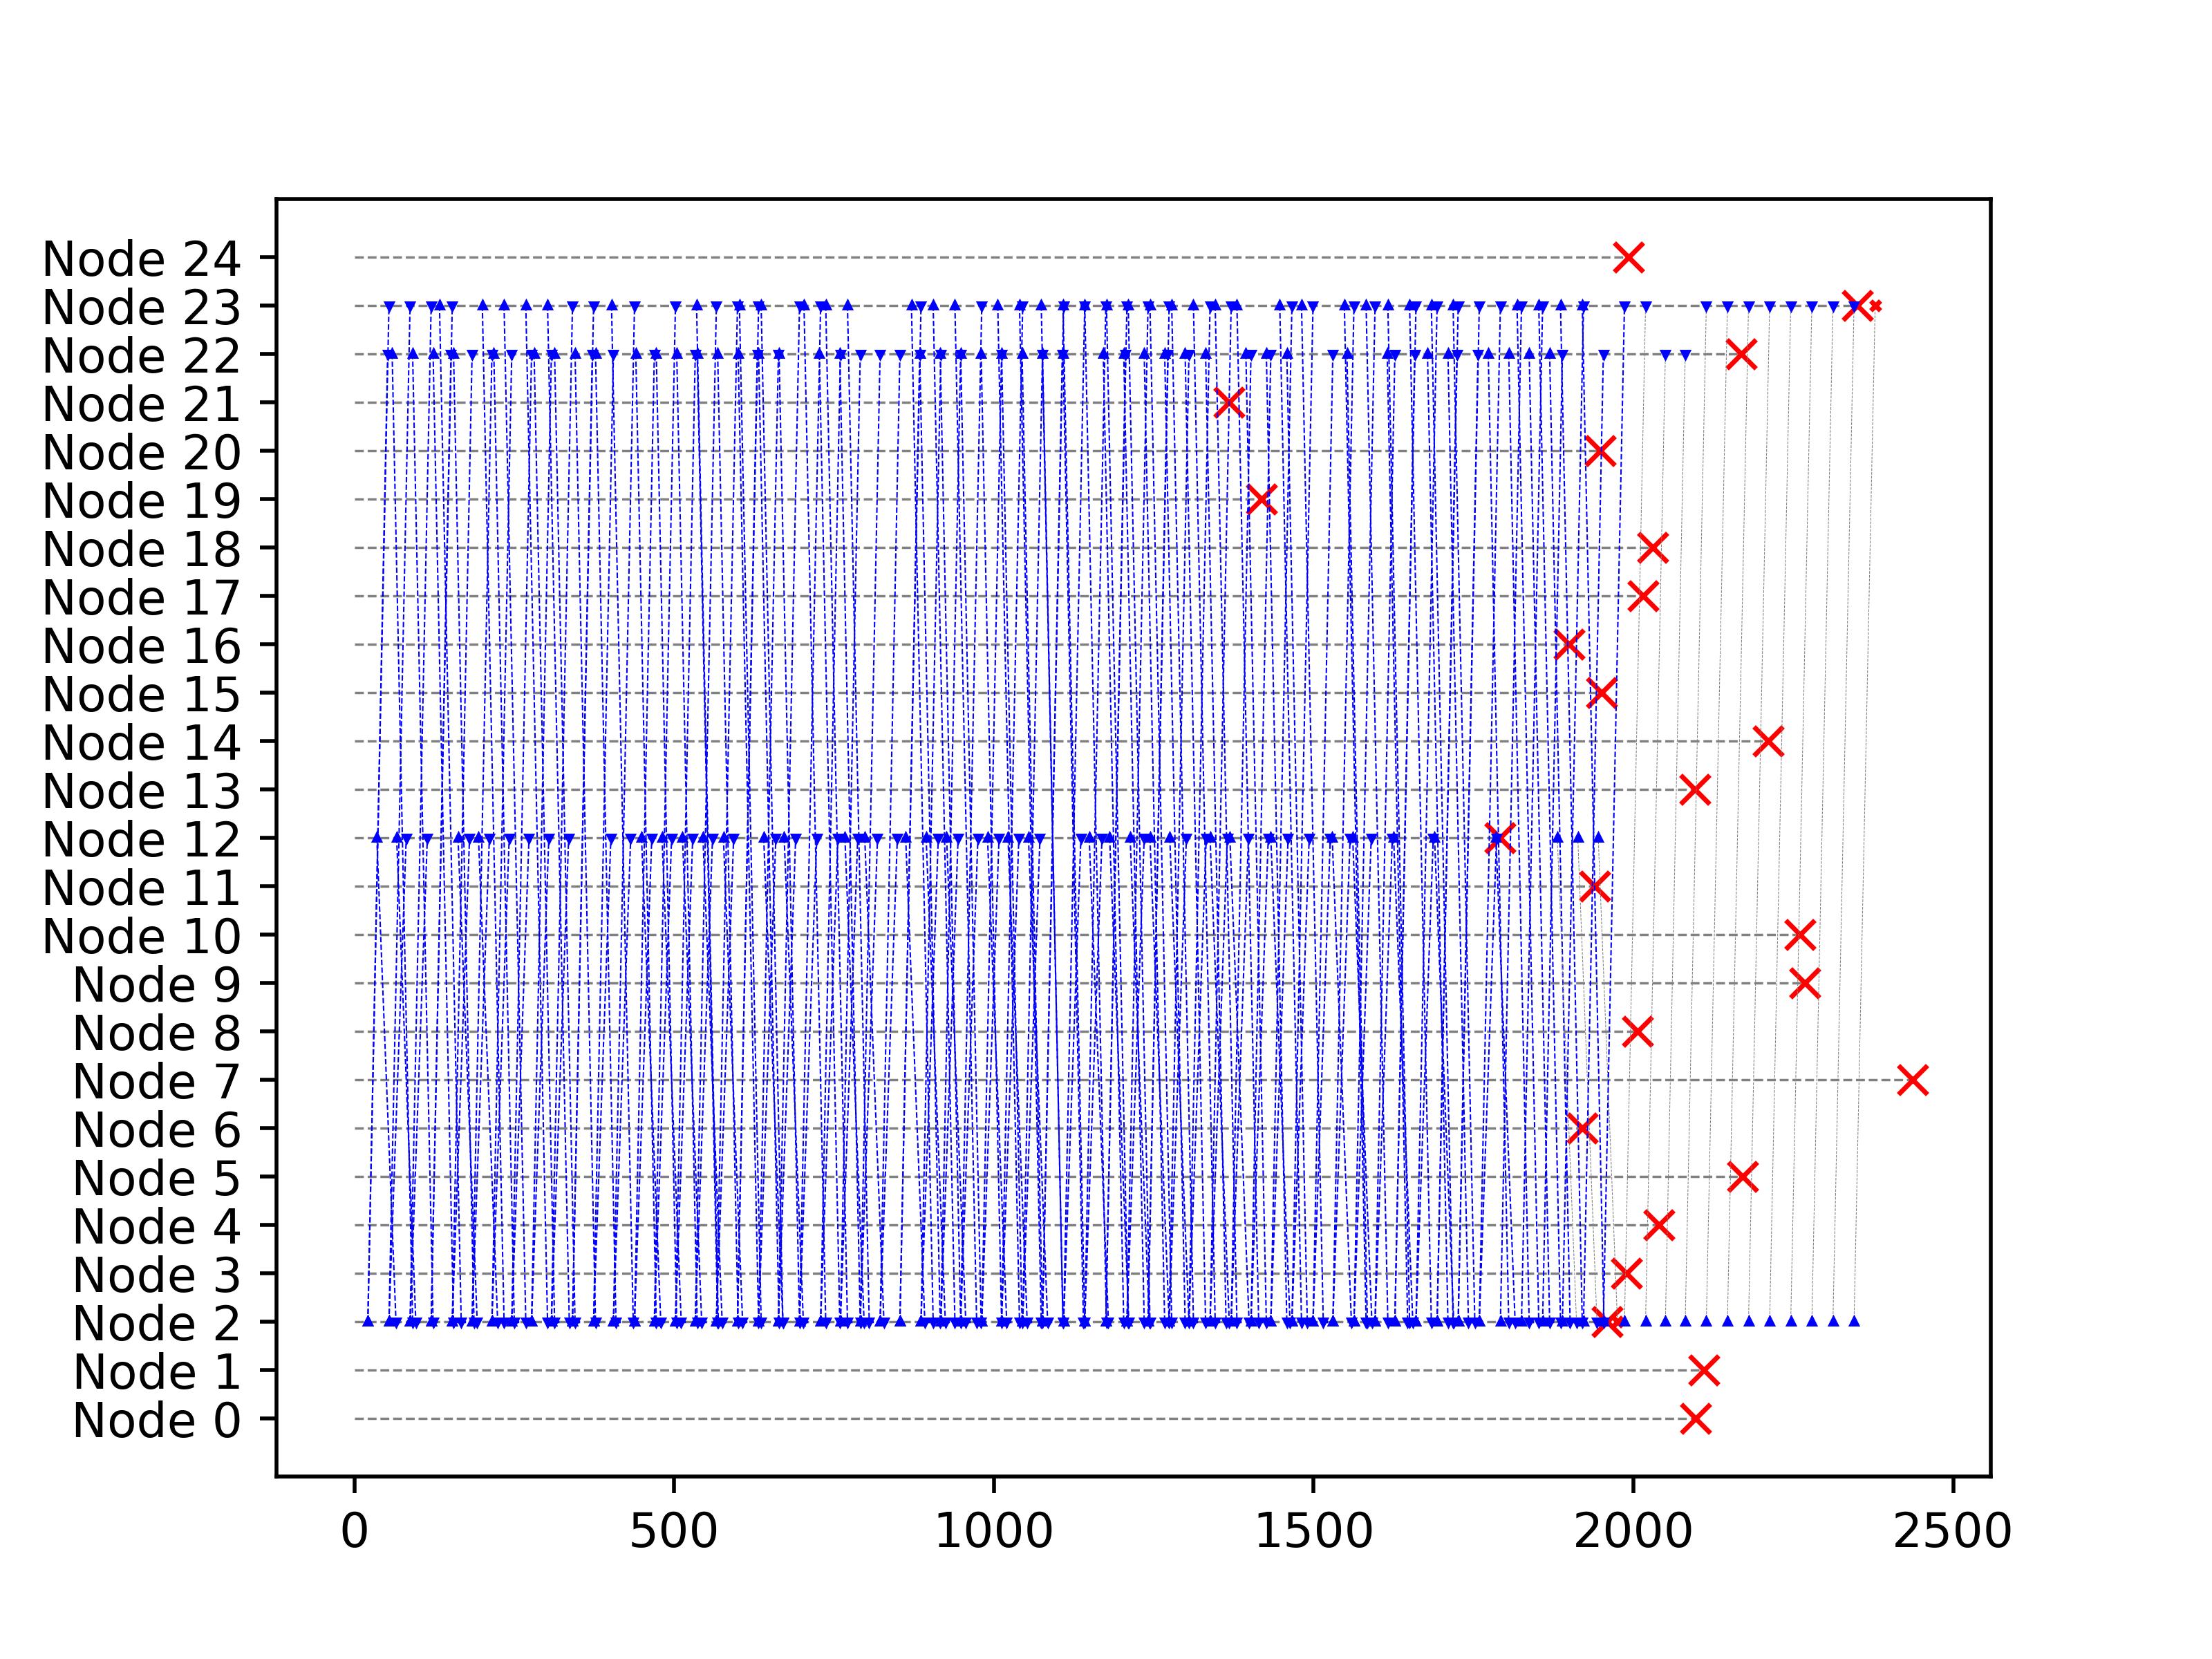 Node 24
Node 23
Node 22
Node 21
Node 20
Node 19
Node 18
Node 17
Node 16
Node 15
Node 14
Node 13
Node 12
Node 11
Node 10
Node 9
Node 8
Node 7
Node 6
Node 5
Node 4
Node 3
Node 2
Node 1
Node 0
0 500 1000 1500 2000 2500